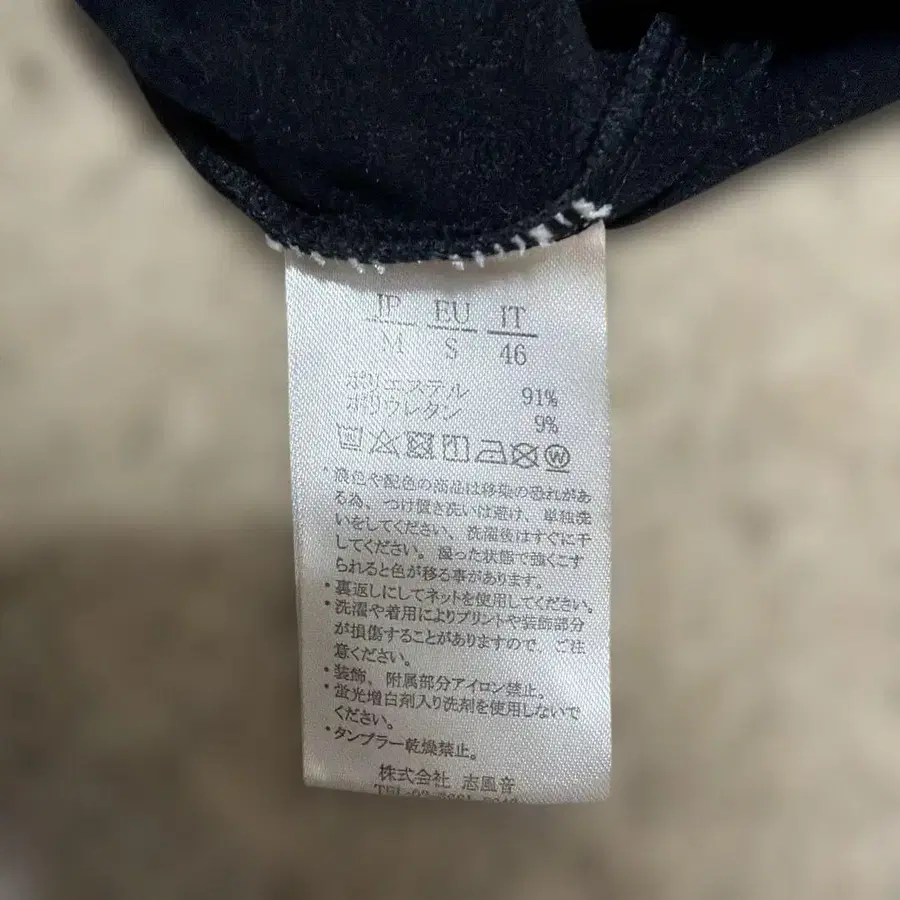 JP EU IT
M S 46
ポリエステル 91%
ポリウレタン 9%
・濃色や配色の商品は移染の恐れがあ
る為、つけ置き洗いは避け、単独洗
いをしてください、洗濯後はすぐに干
してください。湿った状態で強くこす
られると色が移る事があります。
・裏返しにしてネットを使用してください。
・洗濯や着用によりプリントや装飾部分
が損傷することがありますので、ご注
意ください。
・装飾、附属部分アイロン禁止。
・蛍光増白剤入り洗剤を使用しないで
ください。
・タンブラー乾燥禁止。
株式会社 志風音